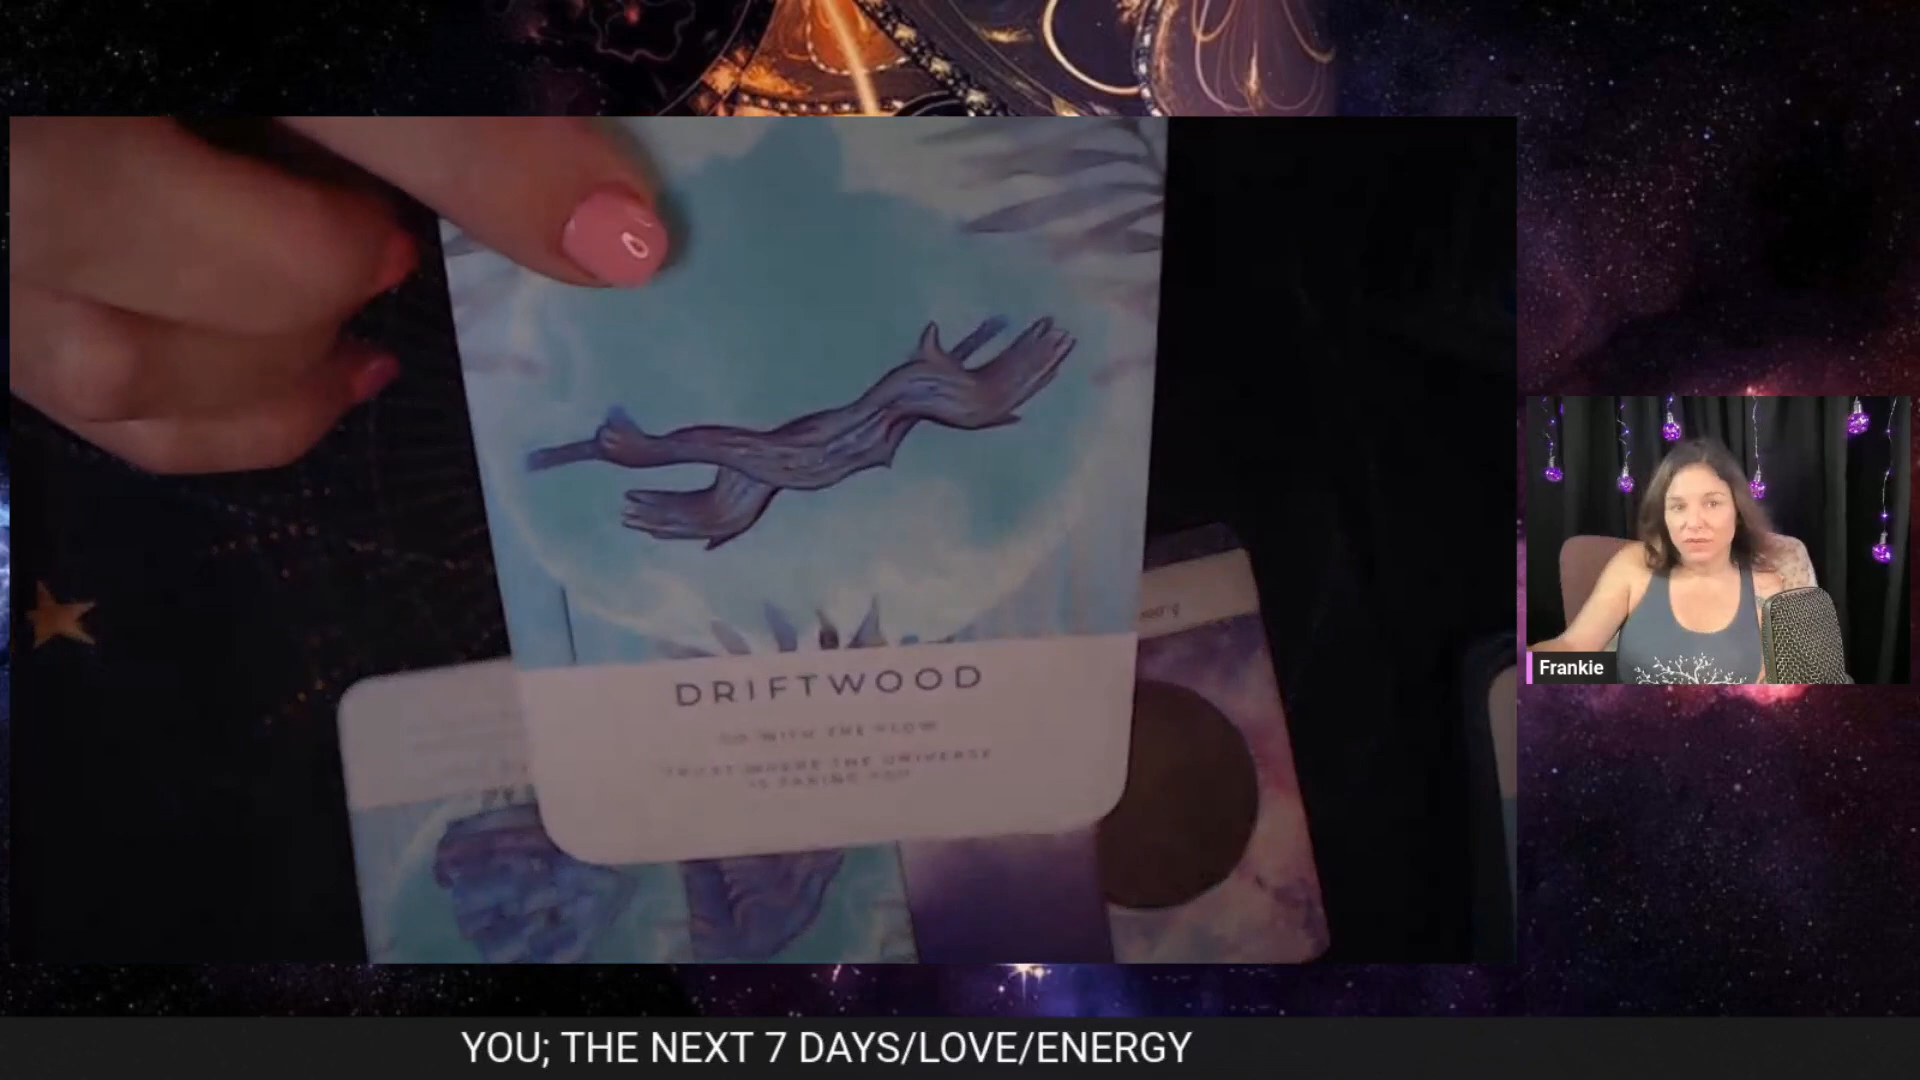 DRIFTWOOD
GO WITH THE FLOW
TRUST WHERE THE UNIVERSE
IS TAKING YOU
Frankie
YOU; THE NEXT 7 DAYS/LOVE/ENERGY